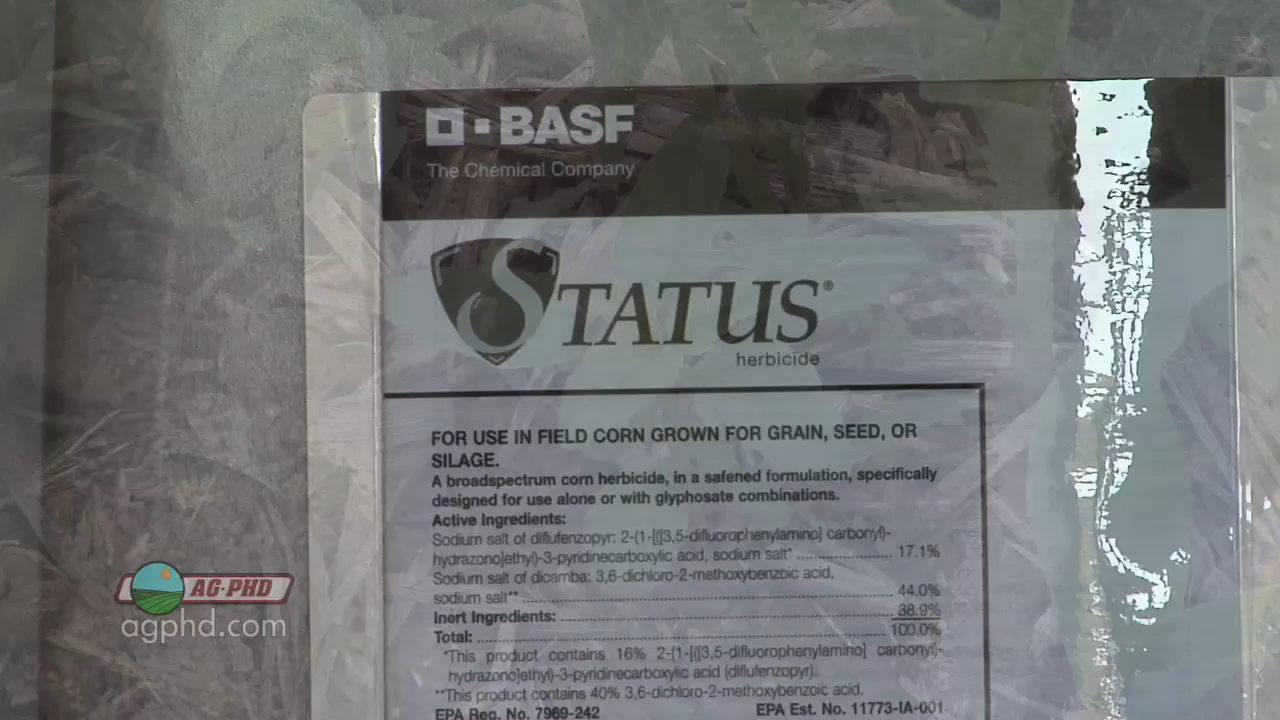 BASF
The Chemical Company
STATUS®
herbicide
FOR USE IN FIELD CORN GROWN FOR GRAIN, SEED, OR
SILAGE.
A broadspectrum corn herbicide, in a safened formulation, specifically
designed for use alone or with glyphosate combinations.
Active Ingredients:
Sodium salt of diflufenzopyr: 2-(1-[([3,5-difluorophenylamino] carbonyl)-
hydrazono]ethyl)-3-pyridinecarboxylic acid, sodium salt* .................... 17.1%
Sodium salt of dicamba: 3,6-dichloro-2-methoxybenzoic acid,
sodium salt** .................... 44.0%
Inert Ingredients: .................... 38.9%
Total: .................... 100.0%
*This product contains 16% 2-(1-[([3,5-difluorophenylamino] carbonyl)-
hydrazono]ethyl)-3-pyridinecarboxylic acid (diflufenzopyr).
**This product contains 40% 3,6-dichloro-2-methoxybenzoic acid.
EPA Reg. No. 7969-242 EPA Est. No. 11773-IA-001
AG-PHD
agphd.com